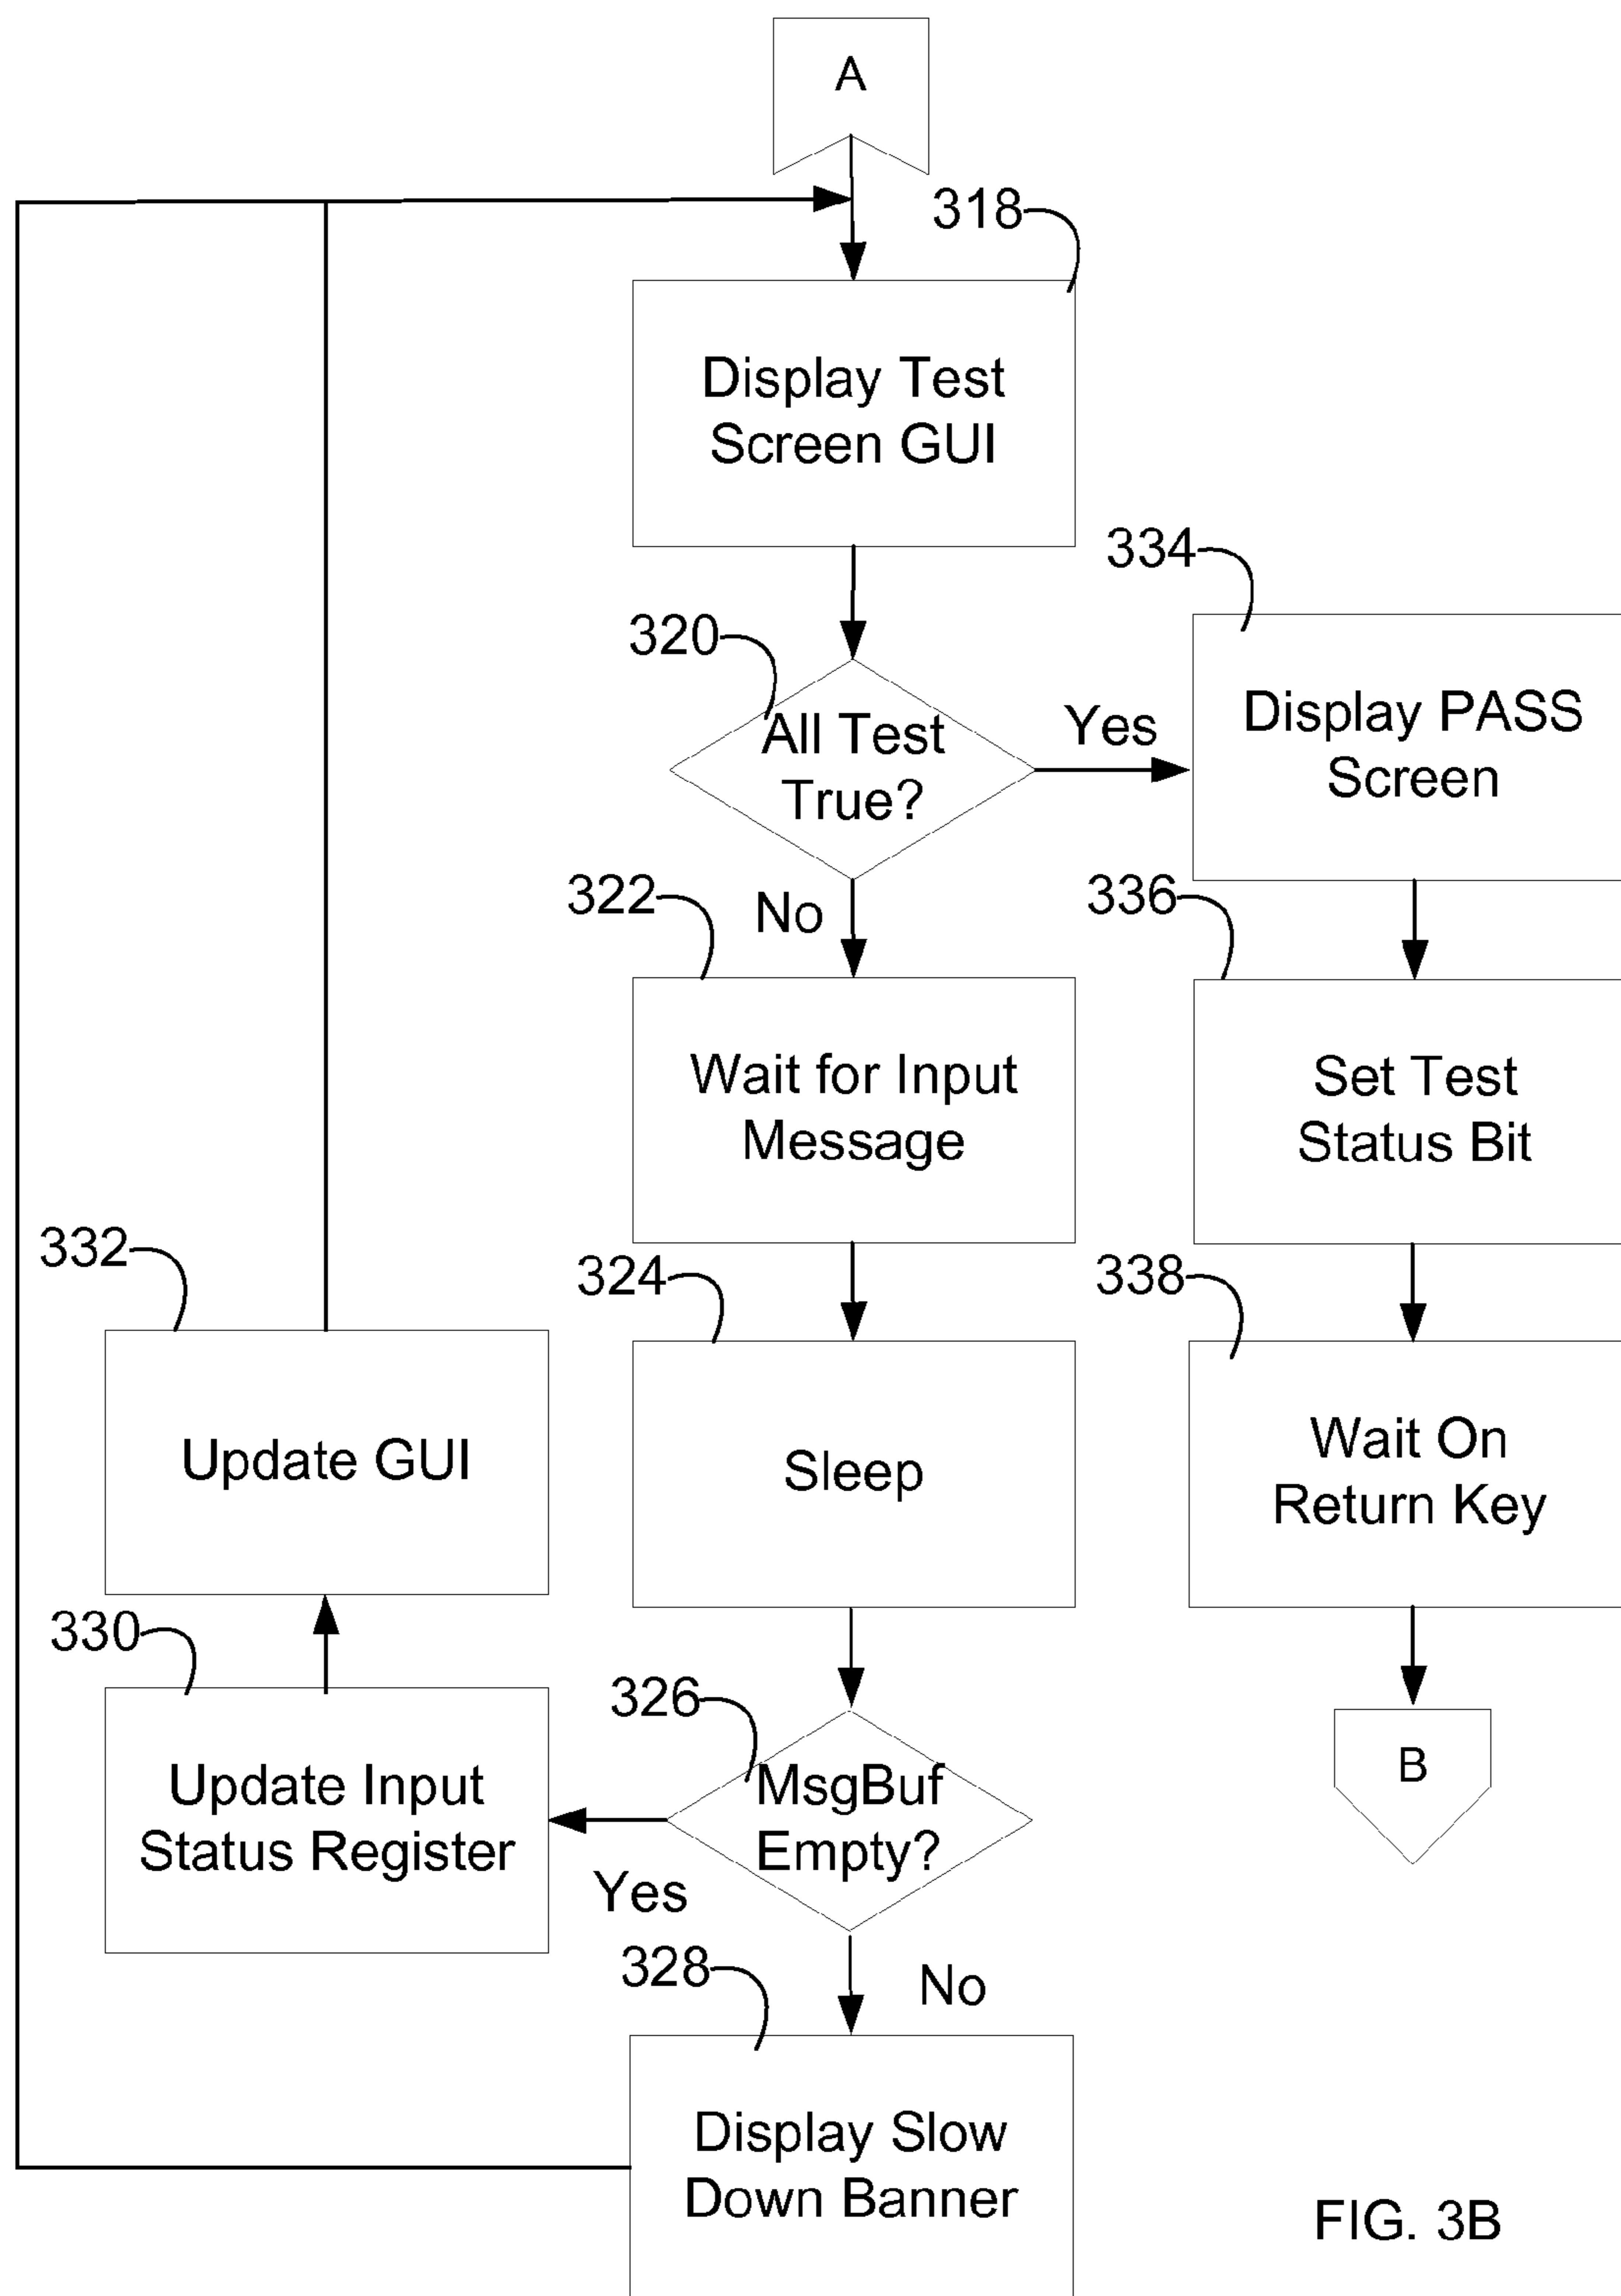 A
318
Display Test
Screen GUI
334
320
All Test
True?
Yes
Display PASS
Screen
322
No
336
Wait for Input
Message
Set Test
Status Bit
332
324
338
Update GUI
Sleep
Wait On
Return Key
330
326
Update Input
Status Register
MsgBuf
Empty?
B
Yes
328
No
Display Slow
Down Banner
FIG. 3B